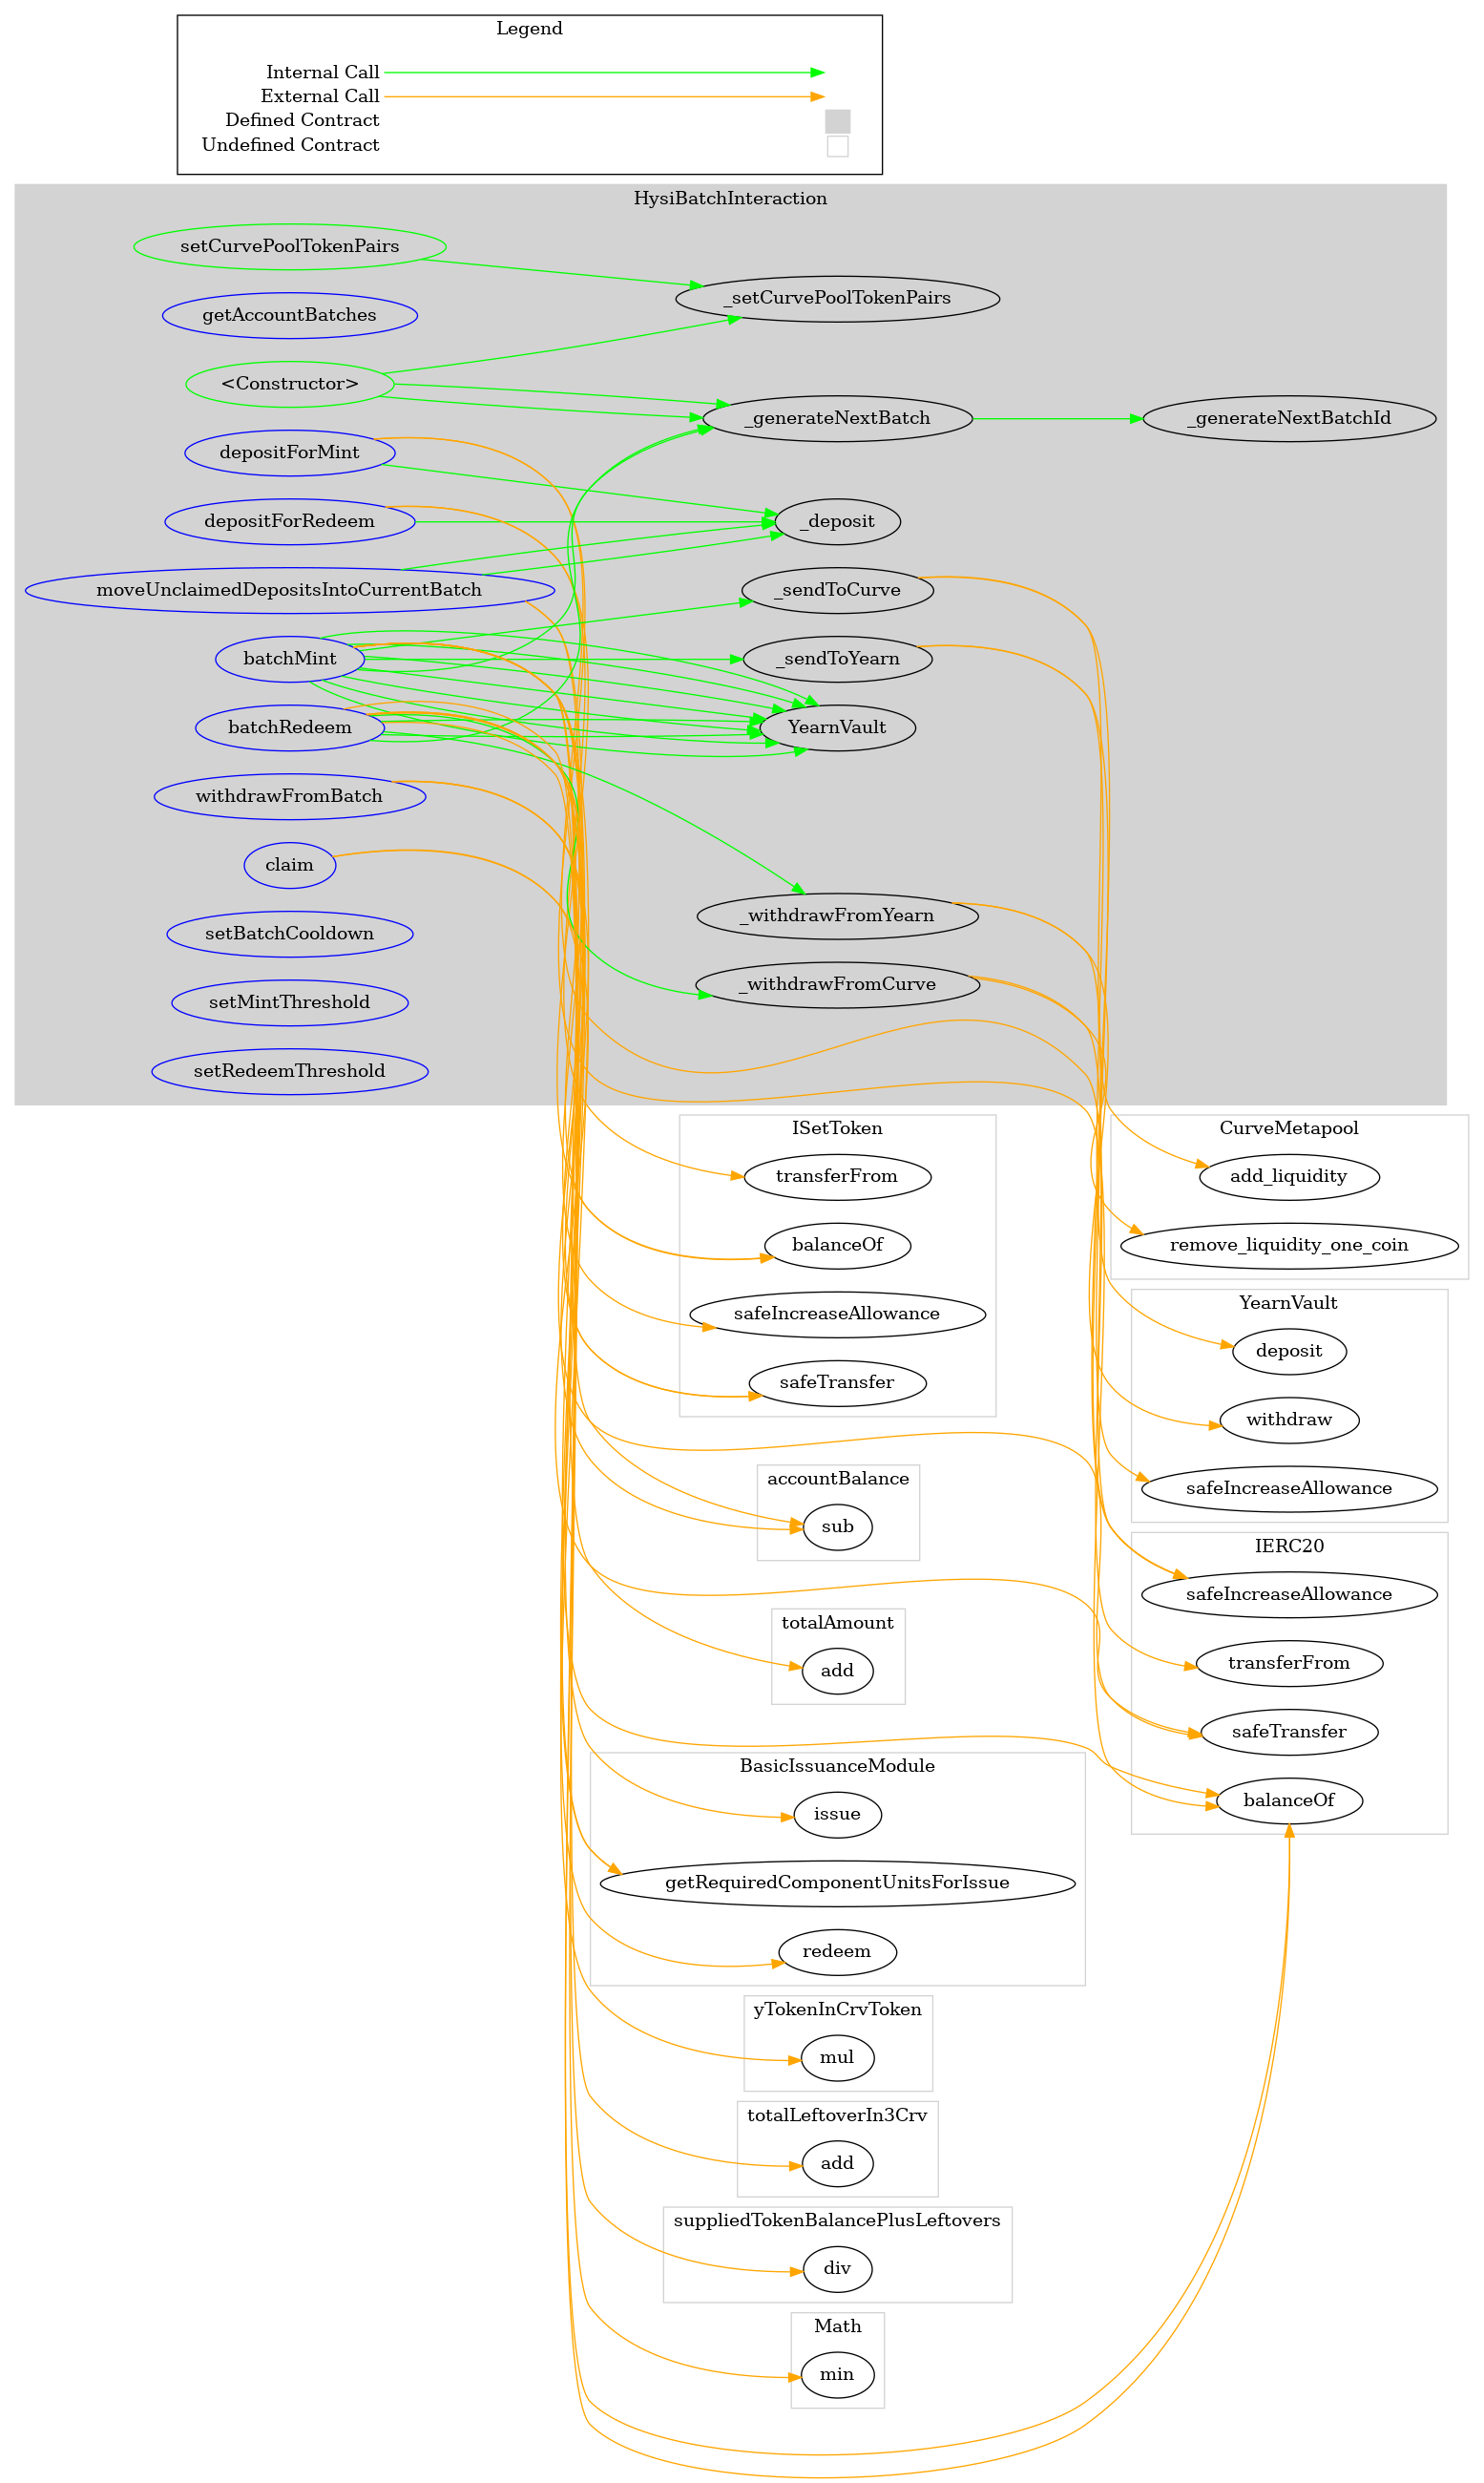 Legend
Internal Call
External Call
Defined Contract
Undefined Contract
HysiBatchInteraction
setCurvePoolTokenPairs
getAccountBatches
<Constructor>
depositForMint
depositForRedeem
moveUnclaimedDepositsIntoCurrentBatch
batchMint
batchRedeem
withdrawFromBatch
claim
setBatchCooldown
setMintThreshold
setRedeemThreshold
_setCurvePoolTokenPairs
_generateNextBatch
_deposit
_sendToCurve
_sendToYearn
YearnVault
_withdrawFromYearn
_withdrawFromCurve
_generateNextBatchId
ISetToken
transferFrom
balanceOf
safeIncreaseAllowance
safeTransfer
accountBalance
sub
totalAmount
add
BasicIssuanceModule
issue
getRequiredComponentUnitsForIssue
redeem
yTokenInCrvToken
mul
totalLeftoverIn3Crv
add
suppliedTokenBalancePlusLeftovers
div
Math
min
CurveMetapool
add_liquidity
remove_liquidity_one_coin
YearnVault
deposit
withdraw
safeIncreaseAllowance
IERC20
safeIncreaseAllowance
transferFrom
safeTransfer
balanceOf